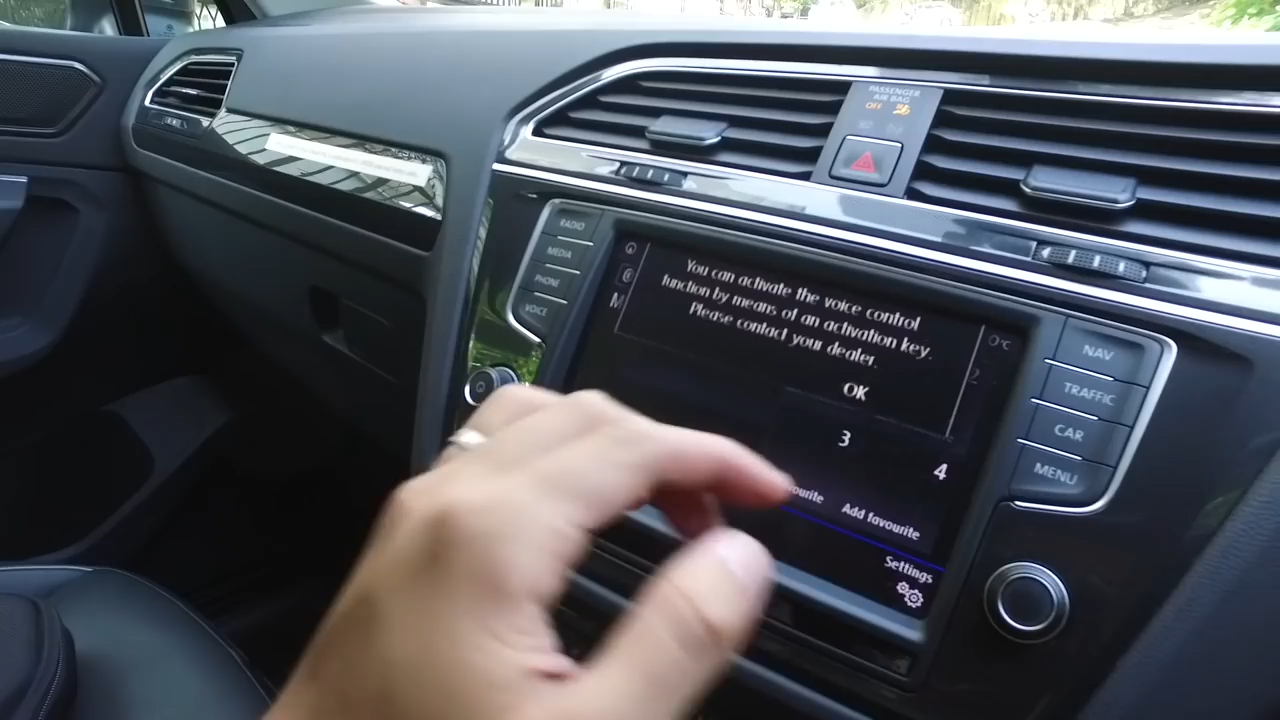 PASSENGER
AIR BAG
OFF
RADIO
MEDIA
PHONE
VOICE
You can activate the voice control
function by means of an activation key.
Please contact your dealer.
OK
3
4
2
°C
Add favourite
Settings
NAV
TRAFFIC
CAR
MENU